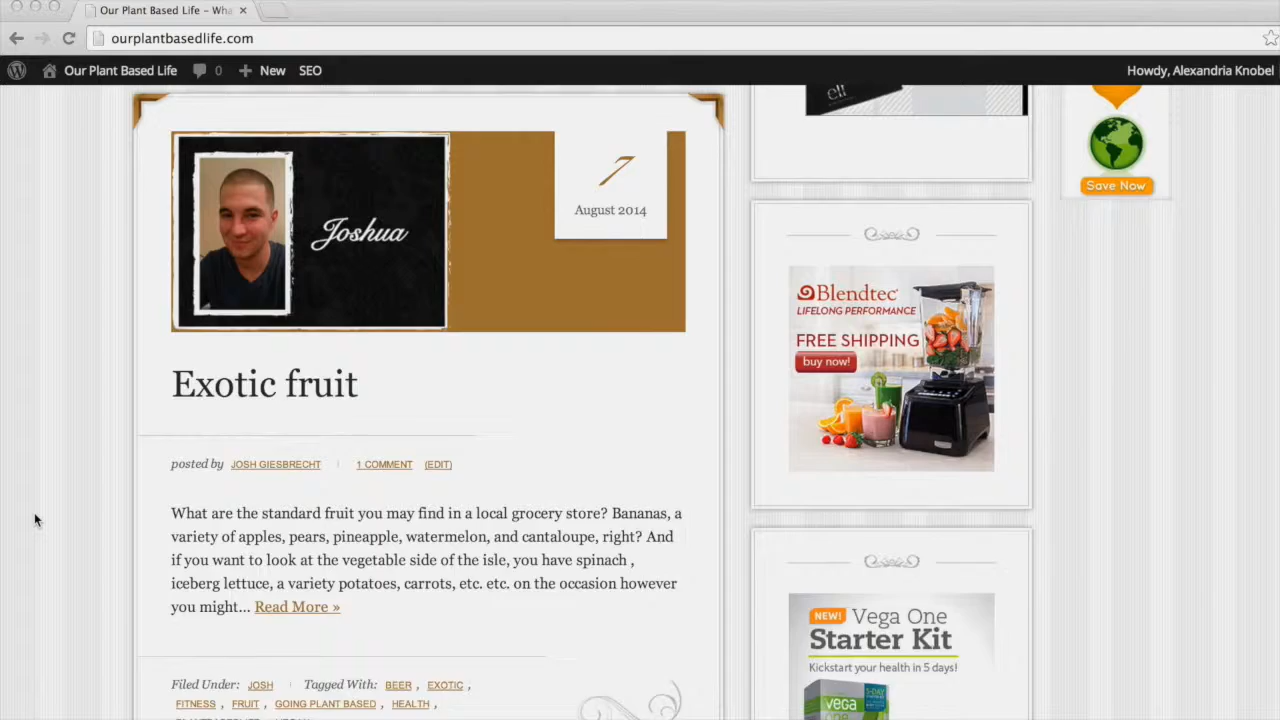 Our Plant Based Life – Wha
ourplantbasedlife.com
Our Plant Based Life 0 New SEO Howdy, Alexandria Knobel
ell
Save Now
Joshua
7
August 2014
Blendtec
LIFELONG PERFORMANCE
FREE SHIPPING
buy now!
Exotic fruit
posted by JOSH GIESBRECHT 1 COMMENT (EDIT)
What are the standard fruit you may find in a local grocery store? Bananas, a
variety of apples, pears, pineapple, watermelon, and cantaloupe, right? And
if you want to look at the vegetable side of the isle, you have spinach ,
iceberg lettuce, a variety potatoes, carrots, etc. etc. on the occasion however
you might... Read More »
NEW! Vega One
Starter Kit
Kickstart your health in 5 days!
5-DAY
vega
Filed Under: JOSH Tagged With: BEER , EXOTIC ,
FITNESS , FRUIT , GOING PLANT BASED , HEALTH ,